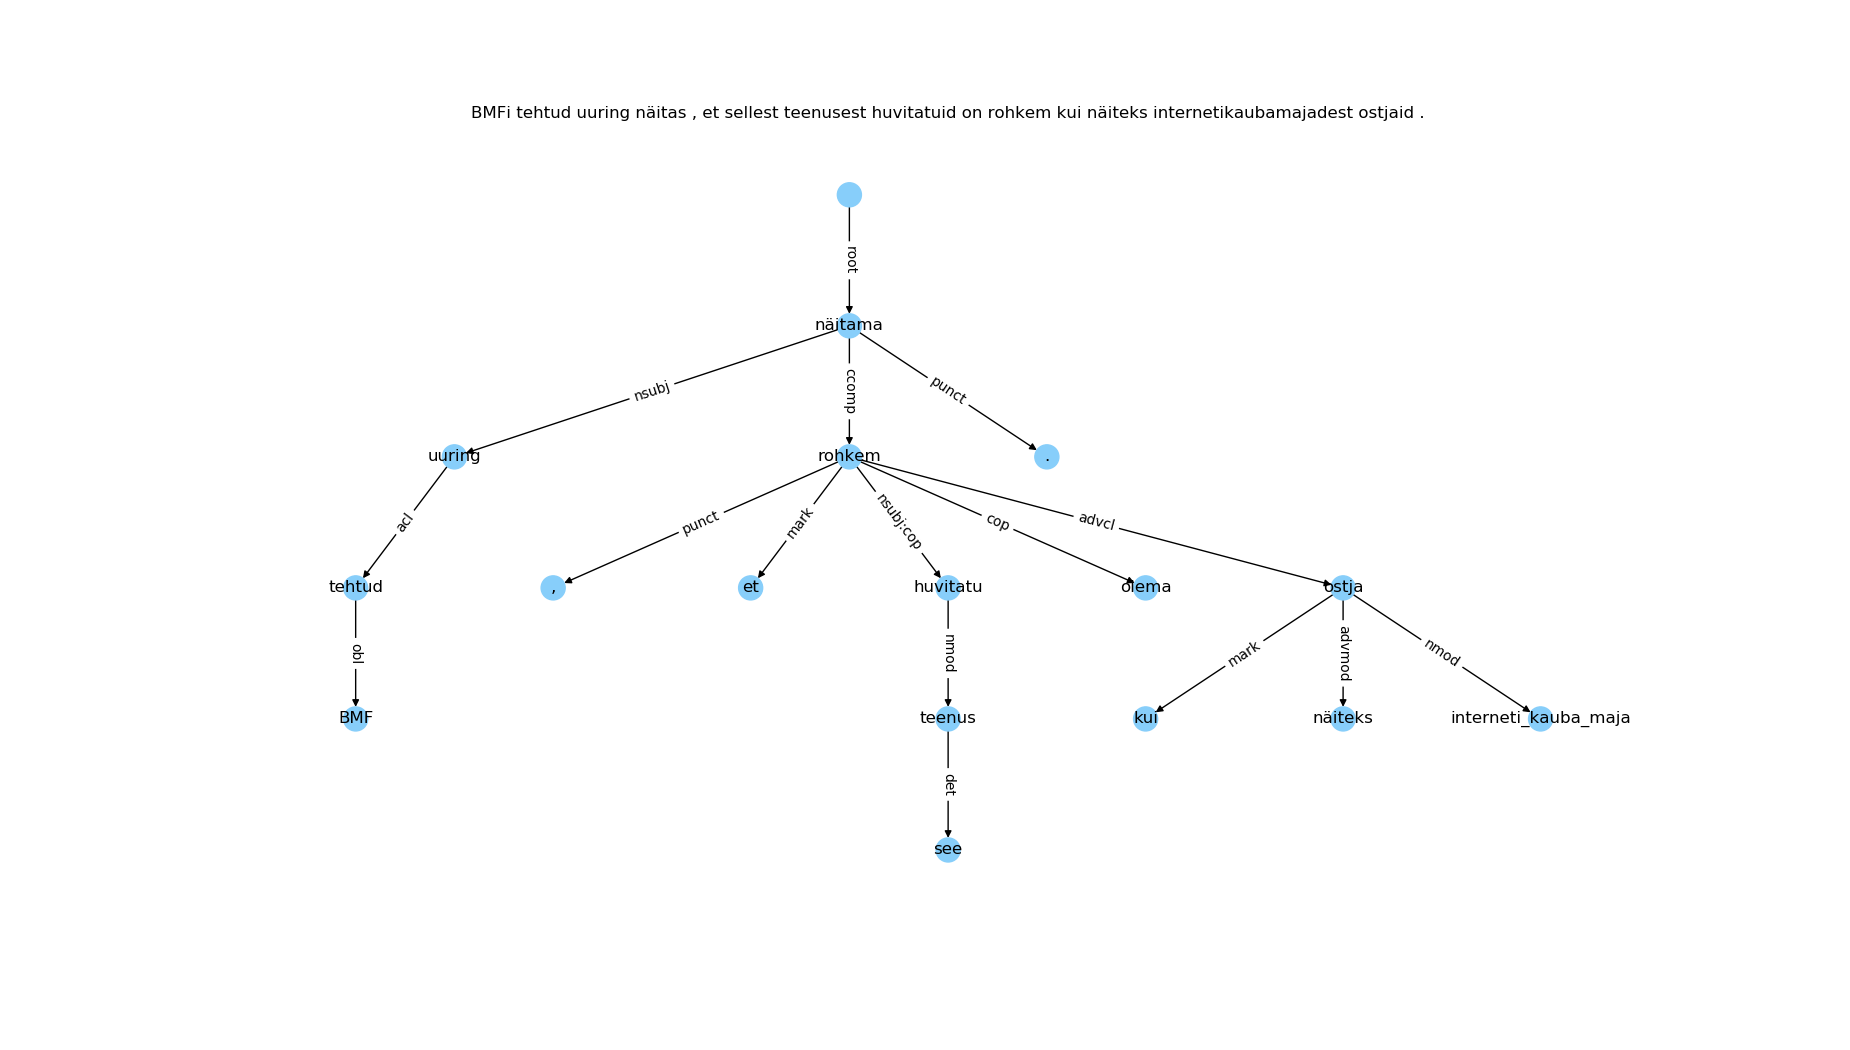 BMFi tehtud uuring näitas , et sellest teenusest huvitatuid on rohkem kui näiteks internetikaubamajadest ostjaid .
root
näitama
nsubj
ccomp
punct
uuring
rohkem
.
acl
punct
mark
nsubj:cop
cop
advcl
tehtud
,
et
huvitatu
olema
ostja
obl
nmod
mark
advmod
nmod
BMF
teenus
kui
näiteks
interneti_kauba_maja
det
see